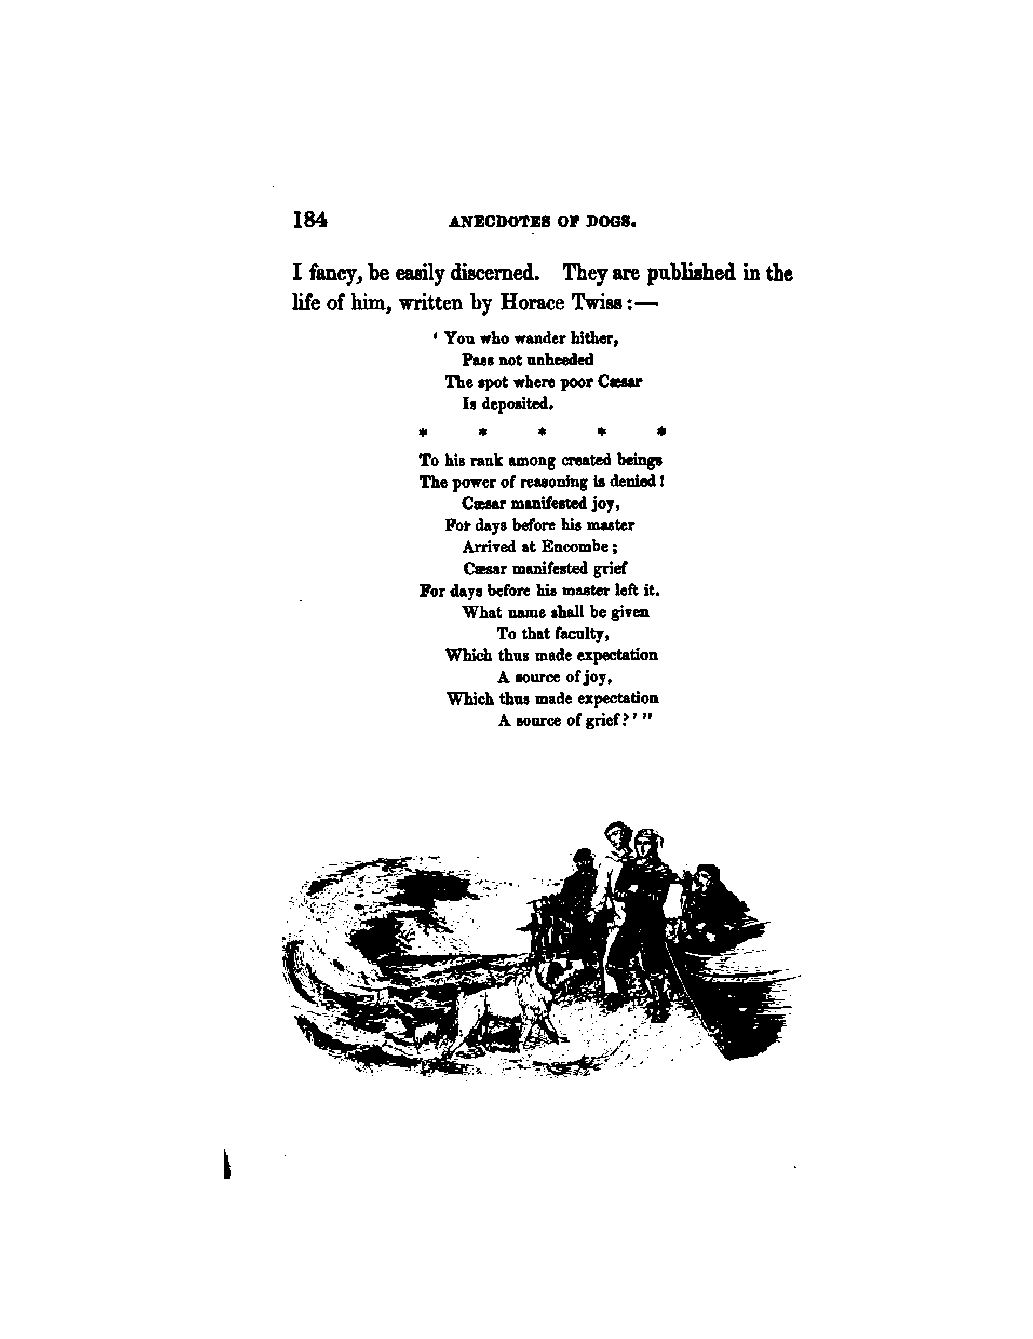 184 ANECDOTES OF DOGS.
I fancy, be easily discerned. They are published in the
life of him, written by Horace Twiss :—
‘ You who wander hither,
Pass not unheeded
The spot where poor Cæsar
Is deposited.
* * * * *
To his rank among created beings
The power of reasoning is denied !
Cæsar manifested joy,
For days before his master
Arrived at Encombe ;
Cæsar manifested grief
For days before his master left it.
What name shall be given
To that faculty,
Which thus made expectation
A source of joy,
Which thus made expectation
A source of grief ?’ ”